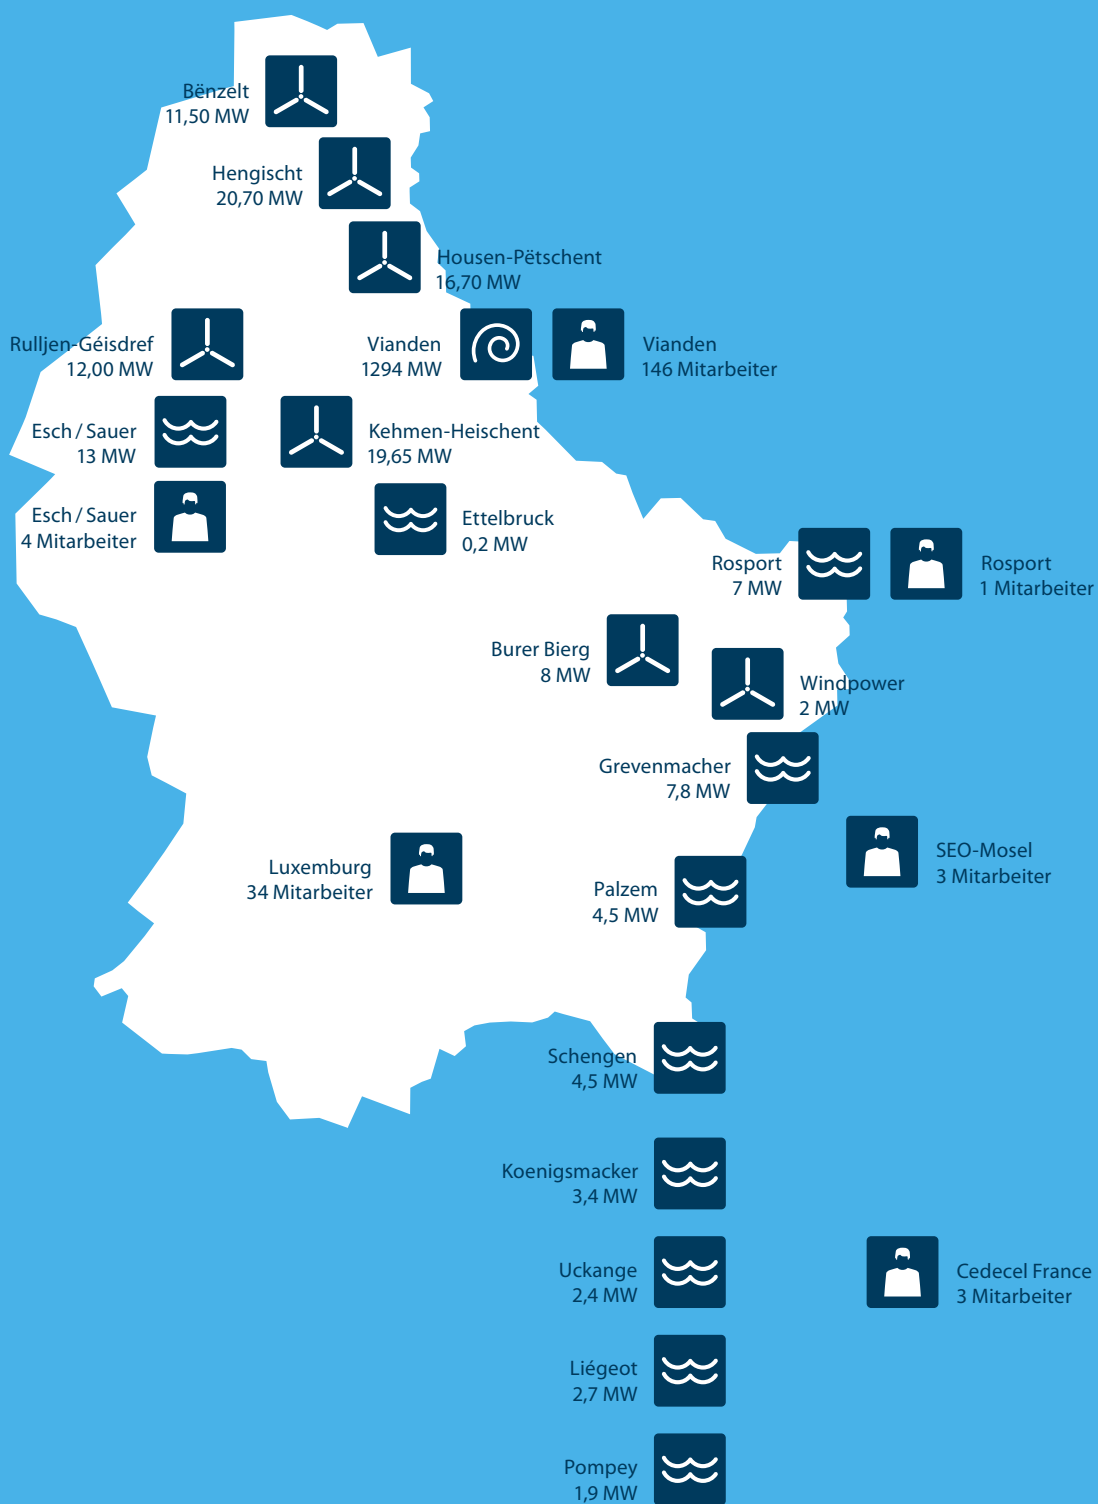 Bënzelt
11,50 MW
Hengischt
20,70 MW
Housen-Pëtschent
16,70 MW
Rulljen-Géisdref
12,00 MW
Vianden
1294 MW
Vianden
146 Mitarbeiter
Esch / Sauer
13 MW
Kehmen-Heischent
19,65 MW
Esch / Sauer
4 Mitarbeiter
Ettelbruck
0,2 MW
Rosport
7 MW
Rosport
1 Mitarbeiter
Burer Bierg
8 MW
Windpower
2 MW
Grevenmacher
7,8 MW
SEO-Mosel
3 Mitarbeiter
Luxemburg
34 Mitarbeiter
Palzem
4,5 MW
Schengen
4,5 MW
Koenigsmacker
3,4 MW
Uckange
2,4 MW
Cedecel France
3 Mitarbeiter
Liégeot
2,7 MW
Pompey
1,9 MW